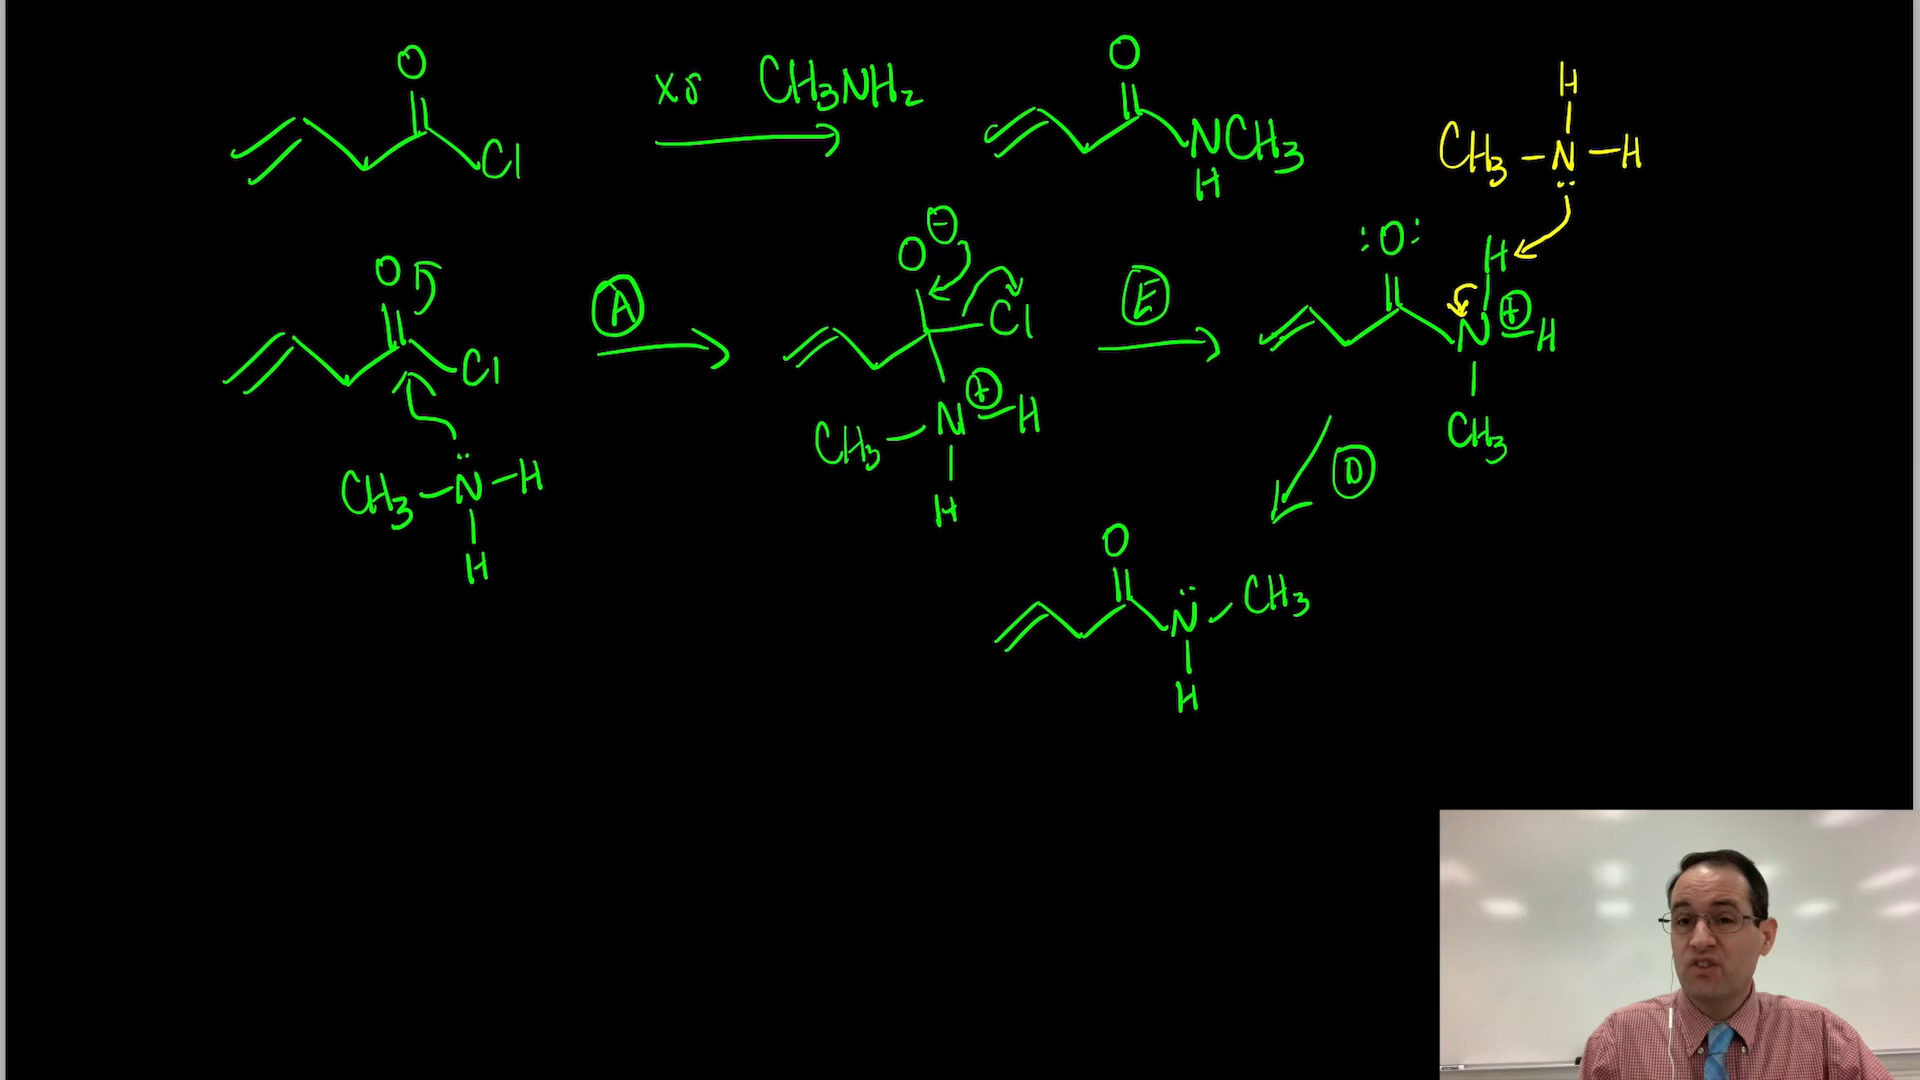 O
Cl
xs CH3NH2
O
NCH3
H
H
CH3-N-H
O
Cl
CH3-N-H
H
A
O⊖
Cl
CH3-N⊕-H
H
E
:O:
H
N⊕-H
CH3
D
O
N-CH3
H